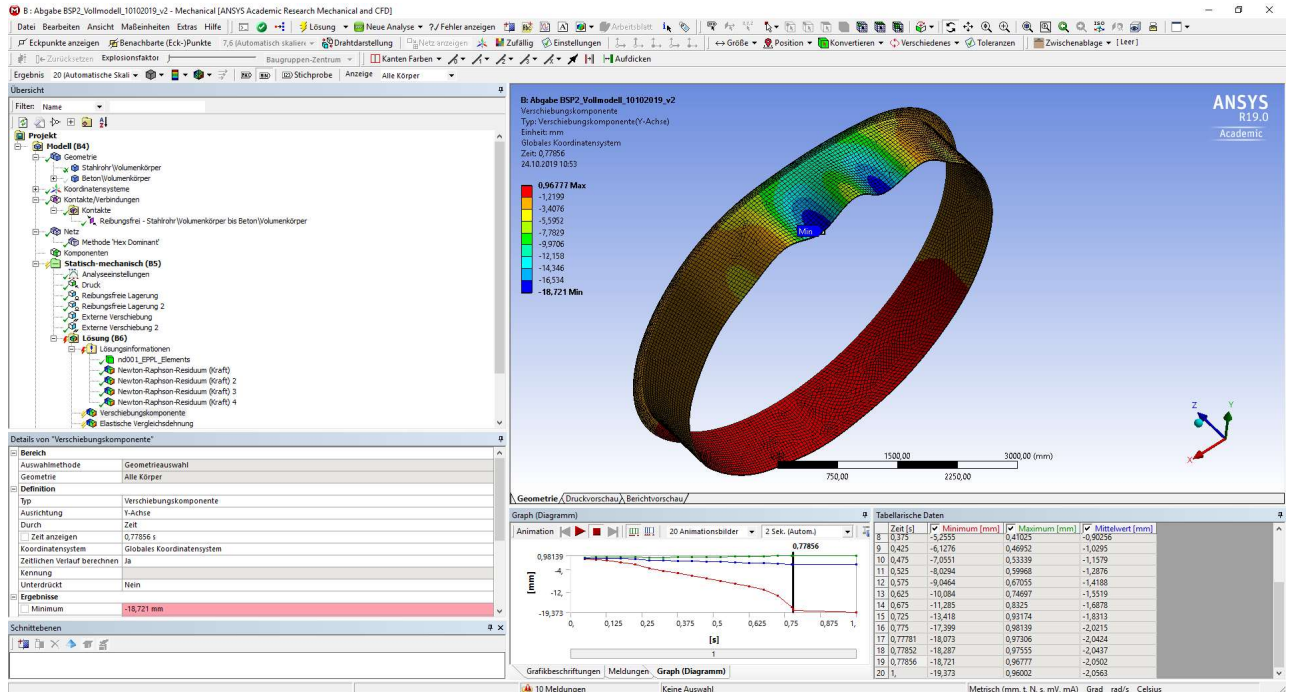 B : Abgabe BSP2_Vollmodell_10102019_v2 - Mechanical [ANSYS Academic Research Mechanical and CFD]
Datei Bearbeiten Ansicht Maßeinheiten Extras Hilfe Lösung Neue Analyse ?/ Fehler anzeigen Arbeitsblatt
Eckpunkte anzeigen Benachbarte (Eck-)Punkte 7,6 (Automatisch skalier Drahtdarstellung Netz anzeigen Zufällig Einstellungen Größe Position Konvertieren Verschiedenes Toleranzen Zwischenablage [Leer]
Zurücksetzen Explosionsfaktor Baugruppen-Zentrum Kanten Farben Aufdicken
Ergebnis 20 (Automatische Skali Stichprobe Anzeige Alle Körper
Übersicht
Filter: Name
Projekt
Modell (B4)
Geometrie
Stahlrohr\Volumenkörper
Beton\Volumenkörper
Koordinatensysteme
Kontakte/Verbindungen
Kontakte
Reibungsfrei - Stahlrohr\Volumenkörper bis Beton\Volumenkörper
Netz
Methode 'Hex Dominant'
Komponenten
Statisch-mechanisch (B5)
Analyseeinstellungen
Druck
Reibungsfreie Lagerung
Reibungsfreie Lagerung 2
Externe Verschiebung
Externe Verschiebung 2
Lösung (B6)
Lösungsinformationen
nd001_EPPL_Elements
Newton-Raphson-Residuum (Kraft)
Newton-Raphson-Residuum (Kraft) 2
Newton-Raphson-Residuum (Kraft) 3
Newton-Raphson-Residuum (Kraft) 4
Verschiebungskomponente
Elastische Vergleichsdehnung
Details von "Verschiebungskomponente"
Bereich
Auswahlmethode Geometrieauswahl
Geometrie Alle Körper
Definition
Typ Verschiebungskomponente
Ausrichtung Y-Achse
Durch Zeit
Zeit anzeigen 0,77856 s
Koordinatensystem Globales Koordinatensystem
Zeitlichen Verlauf berechnen Ja
Kennung
Unterdrückt Nein
Ergebnisse
Minimum -18,721 mm
Schnittebenen
B: Abgabe BSP2_Vollmodell_10102019_v2
Verschiebungskomponente
Typ: Verschiebungskomponente(Y-Achse)
Einheit: mm
Globales Koordinatensystem
Zeit: 0,77856
24.10.2019 10:53
0,96777 Max
-1,2199
-3,4076
-5,5952
-7,7829
-9,9706
-12,158
-14,346
-16,534
-18,721 Min
Min
ANSYS
R19.0
Academic
Z Y X
1500,00 3000,00 (mm)
750,00 2250,00
Geometrie Druckvorschau Berichtvorschau
Graph (Diagramm)
Animation 20 Animationsbilder 2 Sek. (Autom.)
0,77856
0,98139
-4,
-12,
-19,373
[mm]
0, 0,125 0,25 0,375 0,5 0,625 0,75 0,875 1,
[s]
1
Grafikbeschriftungen Meldungen Graph (Diagramm)
Tabellarische Daten
Zeit [s] Minimum [mm] Maximum [mm] Mittelwert [mm]
8 0,375 -5,2555 0,41025 -0,90256
9 0,425 -6,1276 0,46952 -1,0295
10 0,475 -7,0551 0,53339 -1,1579
11 0,525 -8,0294 0,59968 -1,2876
12 0,575 -9,0464 0,67055 -1,4188
13 0,625 -10,084 0,74697 -1,5519
14 0,675 -11,285 0,8325 -1,6878
15 0,725 -13,418 0,93174 -1,8313
16 0,775 -17,399 0,98139 -2,0215
17 0,77781 -18,073 0,97306 -2,0424
18 0,77852 -18,287 0,97555 -2,0437
19 0,77856 -18,721 0,96777 -2,0502
20 1, -19,373 0,96002 -2,0563
10 Meldungen Keine Auswahl Metrisch (mm, t, N, s, mV, mA) Grad rad/s Celsius